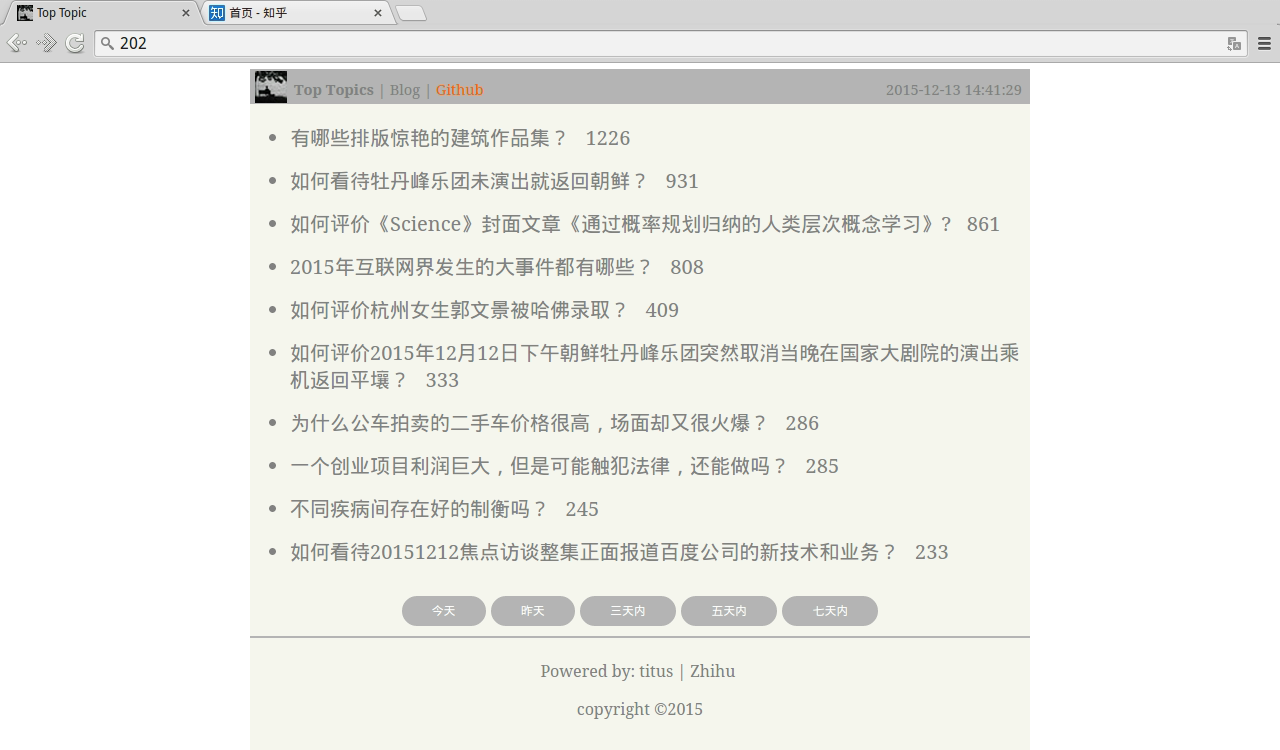 Top Topic
首页 - 知乎
202
Top Topics | Blog | Github
2015-12-13 14:41:29
有哪些排版惊艳的建筑作品集？ 1226
如何看待牡丹峰乐团未演出就返回朝鲜？ 931
如何评价《Science》封面文章《通过概率规划归纳的人类层次概念学习》? 861
2015年互联网界发生的大事件都有哪些？ 808
如何评价杭州女生郭文景被哈佛录取？ 409
如何评价2015年12月12日下午朝鲜牡丹峰乐团突然取消当晚在国家大剧院的演出乘
机返回平壤？ 333
为什么公车拍卖的二手车价格很高，场面却又很火爆？ 286
一个创业项目利润巨大，但是可能触犯法律，还能做吗？ 285
不同疾病间存在好的制衡吗？ 245
如何看待20151212焦点访谈整集正面报道百度公司的新技术和业务？ 233
今天 昨天 三天内 五天内 七天内
Powered by: titus | Zhihu
copyright ©2015